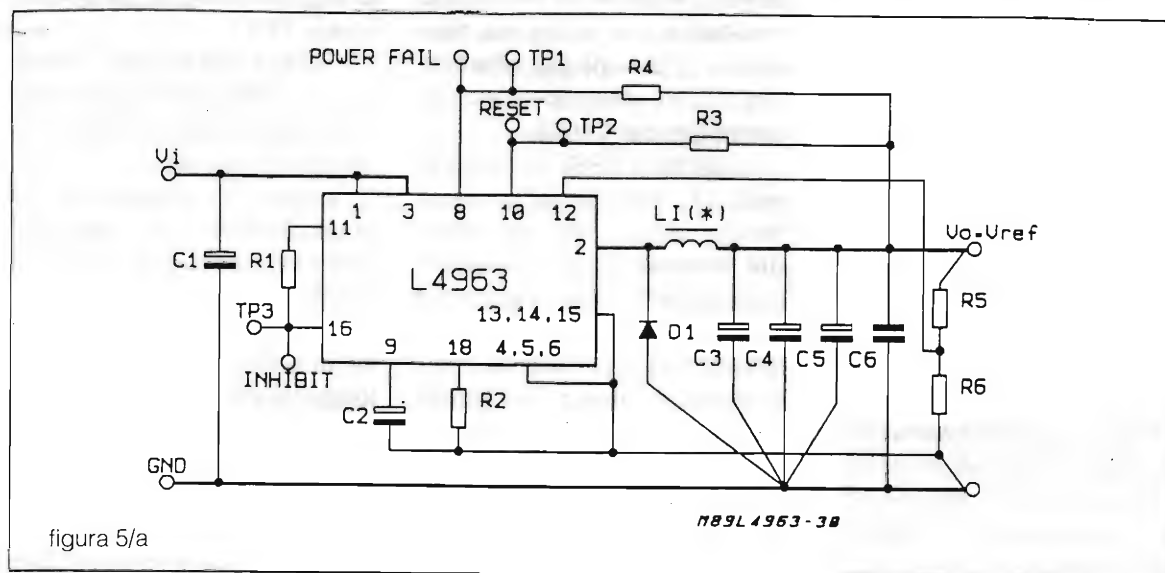 POWER FAIL
TP1
R4
RESET
TP2
R3
Vi
1
3
8
10
12
11
2
LI(*)
Vo=Vref
C1
R1
L4963
13,14,15
R5
TP3
16
D1
C3
C4
C5
C6
9
18
4,5,6
R6
INHIBIT
C2
R2
GND
M89L4963-30
figura 5/a